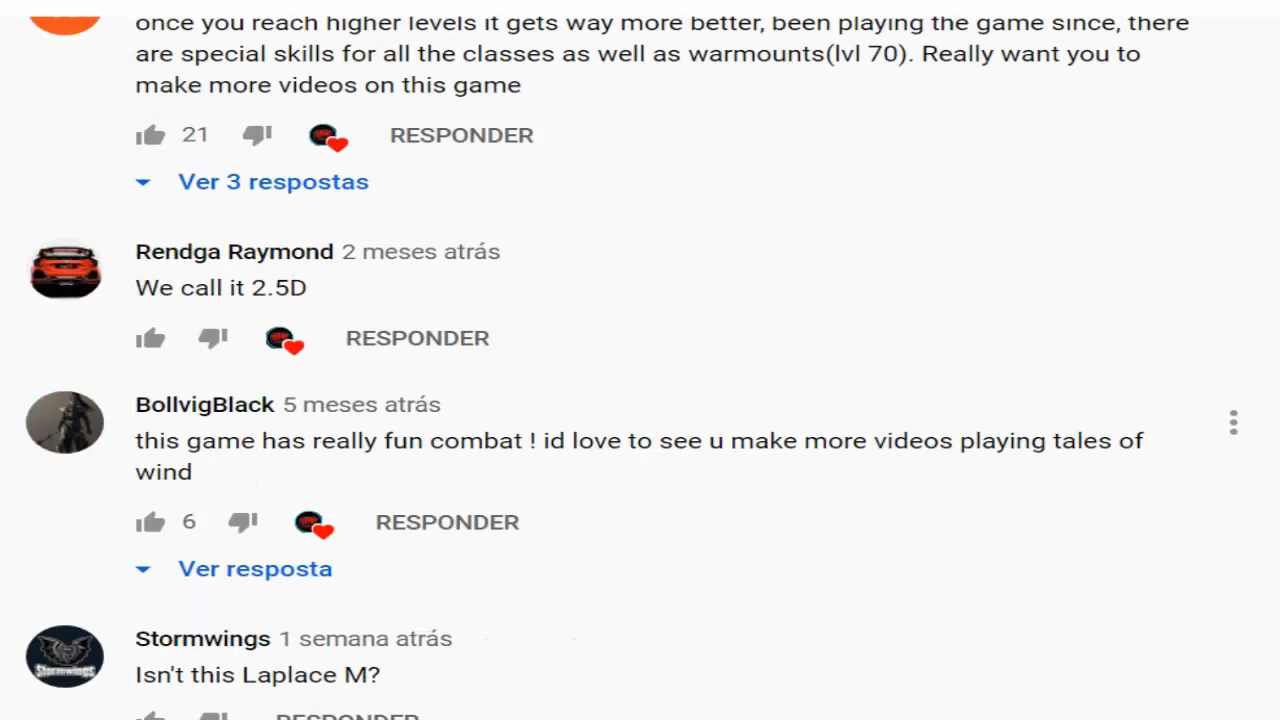 once you reach higher levels it gets way more better, been playing the game since, there
are special skills for all the classes as well as warmounts(lvl 70). Really want you to
make more videos on this game
21 RESPONDER
Ver 3 respostas
Rendga Raymond 2 meses atrás
We call it 2.5D
RESPONDER
BollvigBlack 5 meses atrás
this game has really fun combat ! id love to see u make more videos playing tales of
wind
6 RESPONDER
Ver resposta
Stormwings 1 semana atrás
Stormwings
Isn't this Laplace M?
RESPONDER